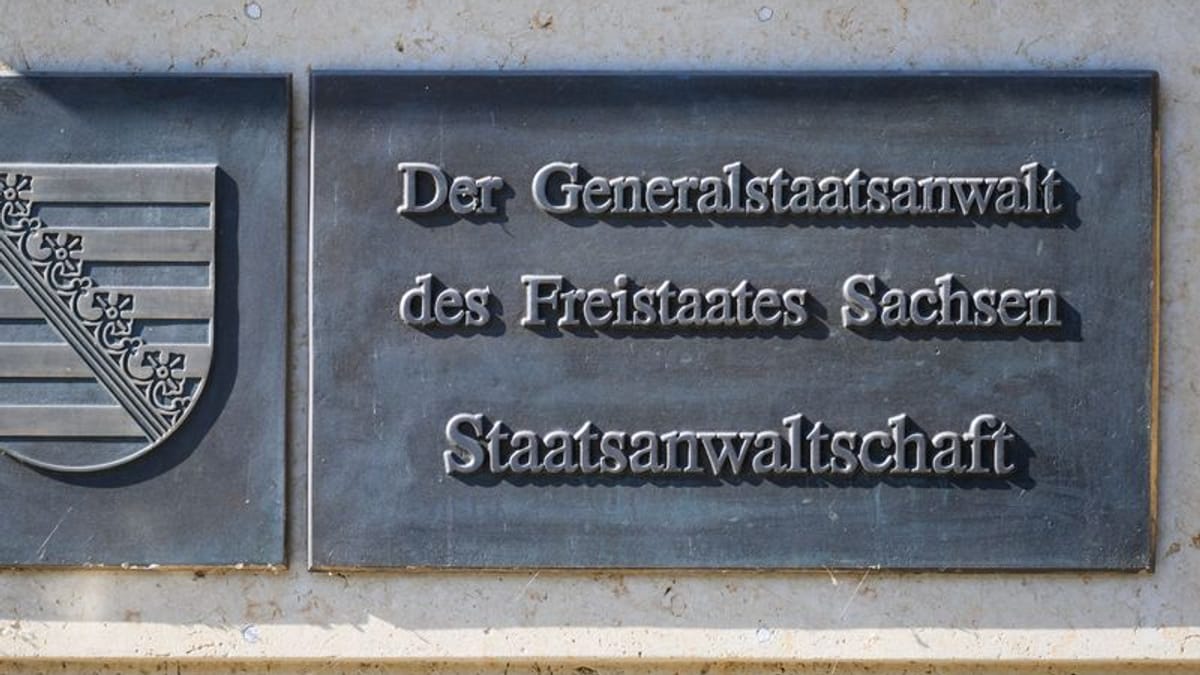 Der Generalstaatsanwalt
des Freistaates Sachsen
Staatsanwaltschaft